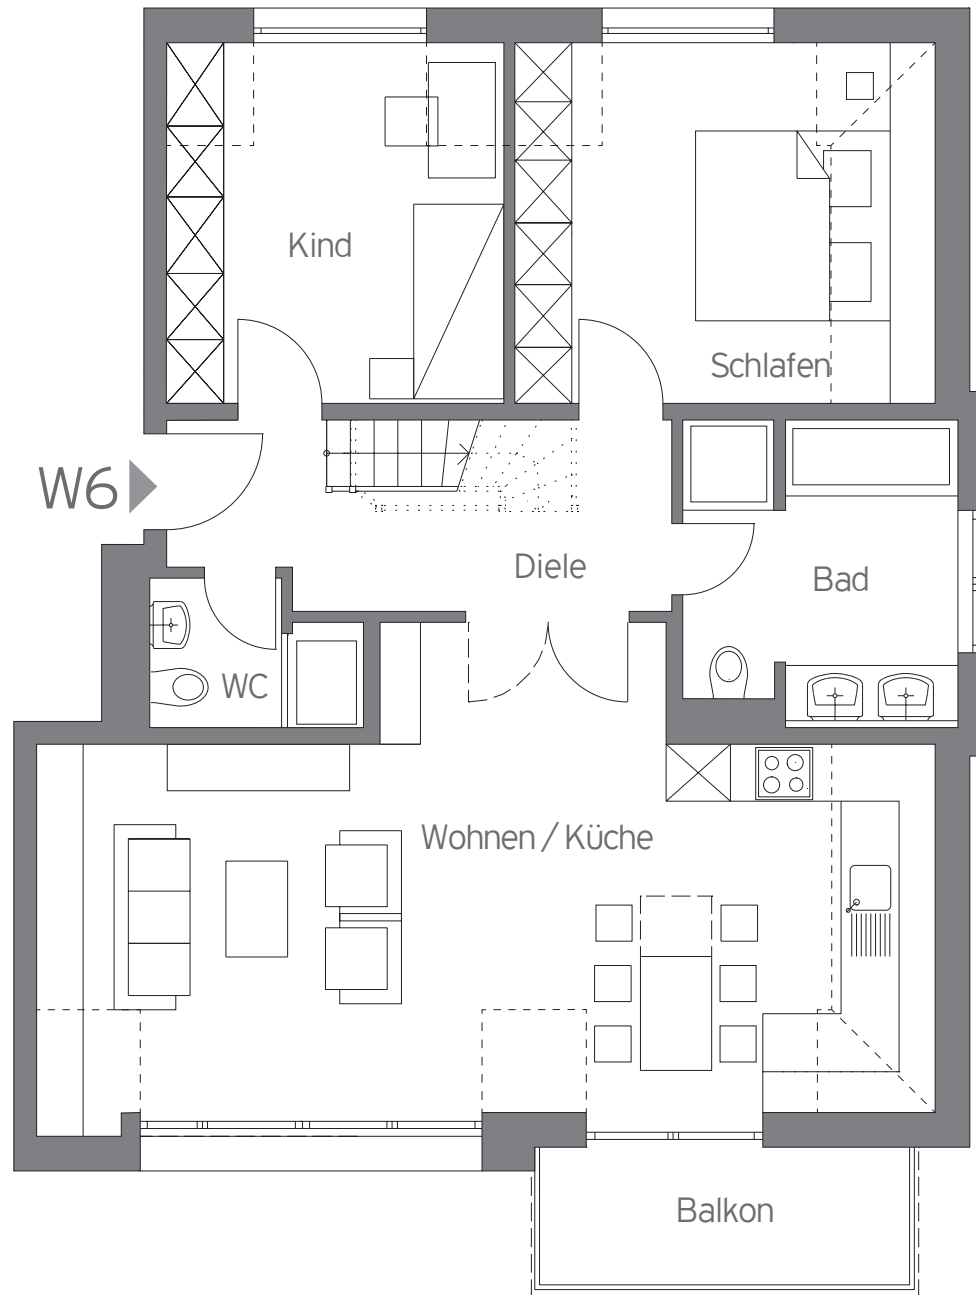 Kind
Schlafen
W6
Diele
Bad
WC
Wohnen / Küche
Balkon